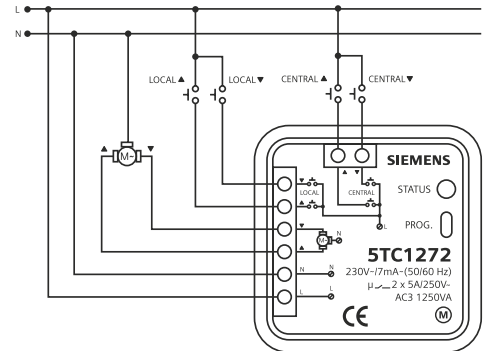 L
N
LOCAL ▲ LOCAL ▼ CENTRAL ▲ CENTRAL ▼
▲ ▼
M~
▲ ▼
SIEMENS
▼
LOCAL CENTRAL
▲
STATUS
L
PROG.
▼
M~ N
▲
5TC1272
N N
230V~/7mA~(50/60 Hz)
μ 2 x 5A/250V~
L L
AC3 1250VA
CE M